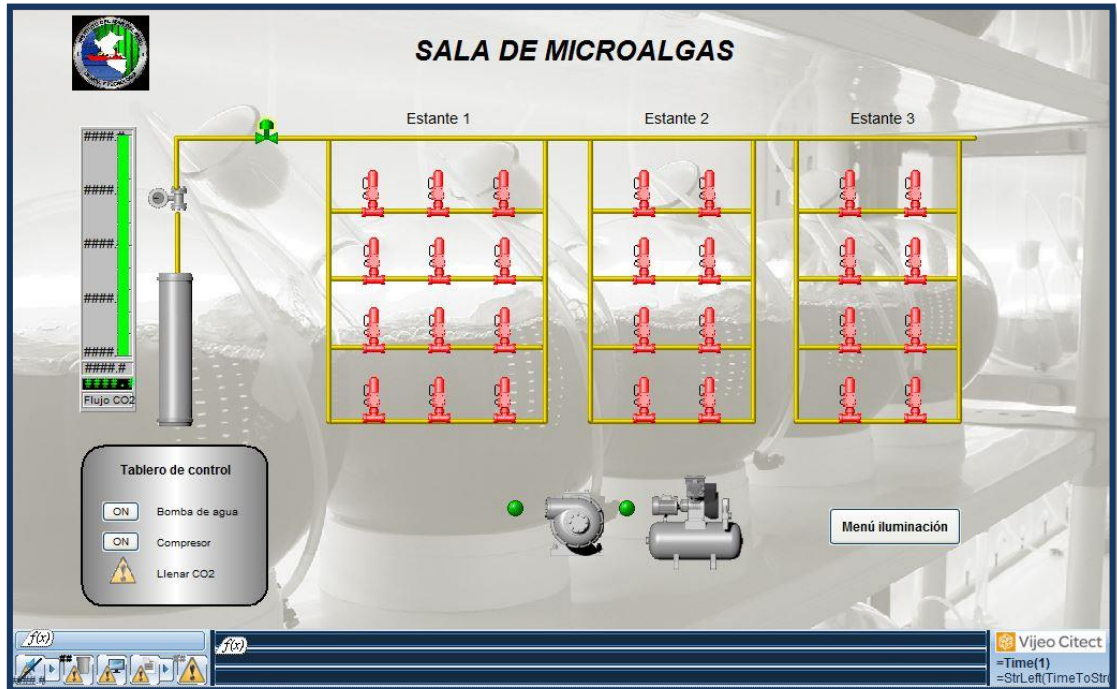 SALA DE MICROALGAS
Estante 1
Estante 2
Estante 3
####.#
####.
####.
####.
####.
####.#
####.#
Flujo CO2
Tablero de control
ON Bomba de agua
ON Compresor
Llenar CO2
Menú iluminación
f(x)
f(x)
##
##
####.#
Vijeo Citect
=Time(1)
=StrLeft(TimeToStr(